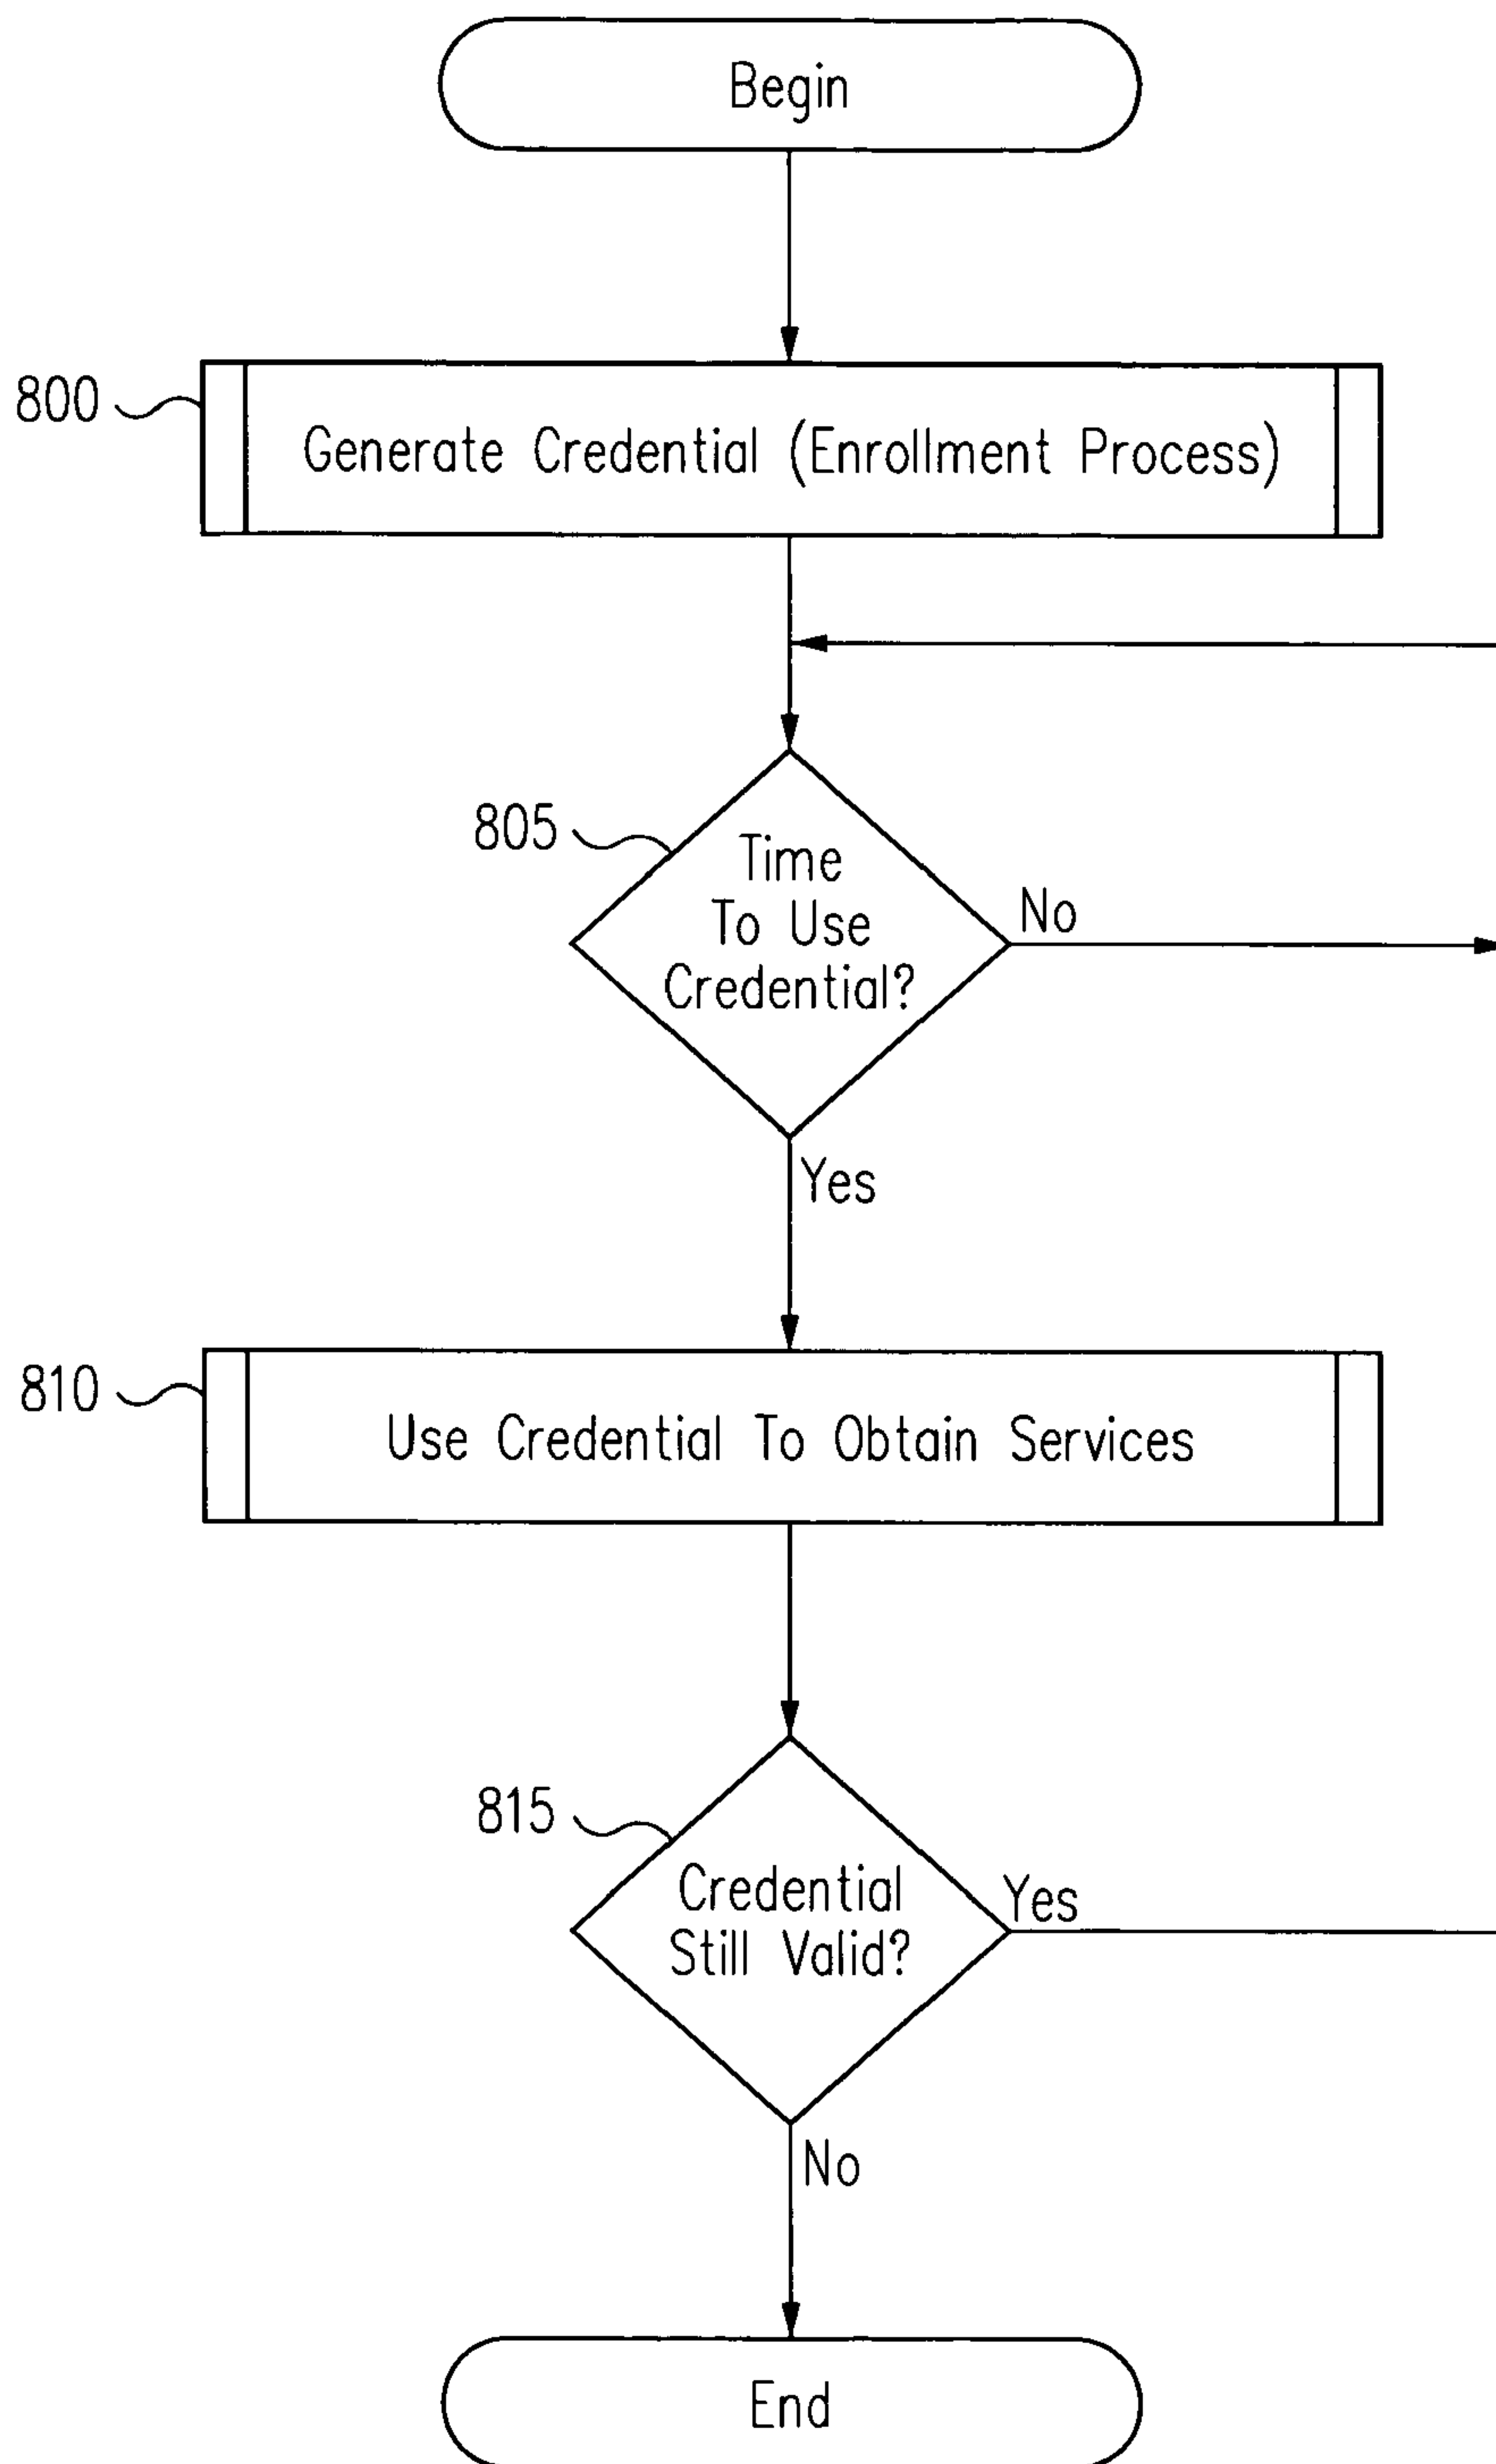 Begin
800
Generate Credential (Enrollment Process)
805
Time
To Use
Credential?
No
Yes
810
Use Credential To Obtain Services
815
Credential
Still Valid?
Yes
No
End